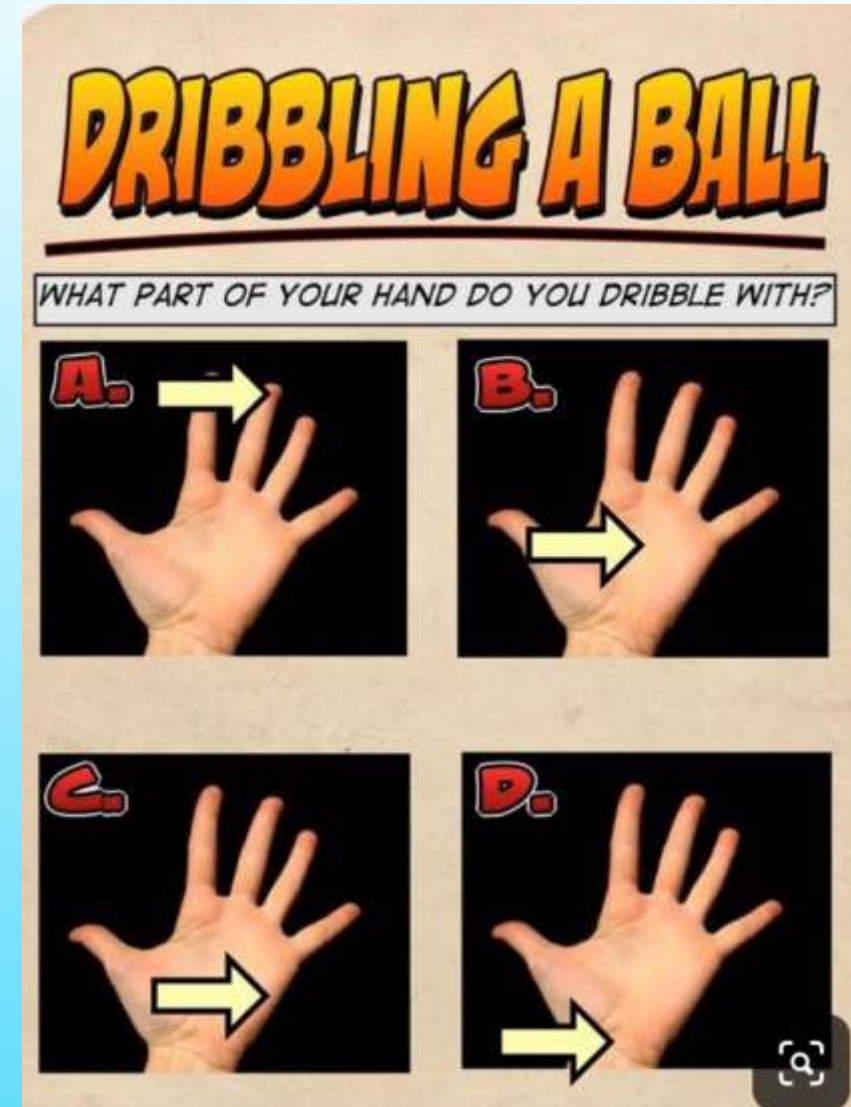 DRIBBLING A BALL
WHAT PART OF YOUR HAND DO YOU DRIBBLE WITH?
A.
B.
C.
D.